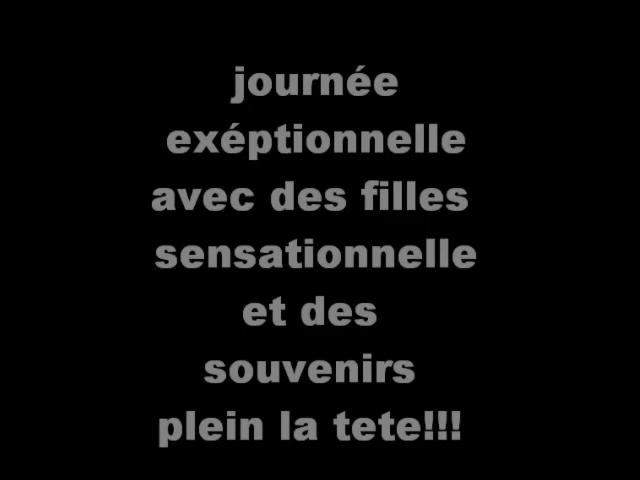 journée
exéptionnelle
avec des filles
sensationnelle
et des
souvenirs
plein la tete!!!